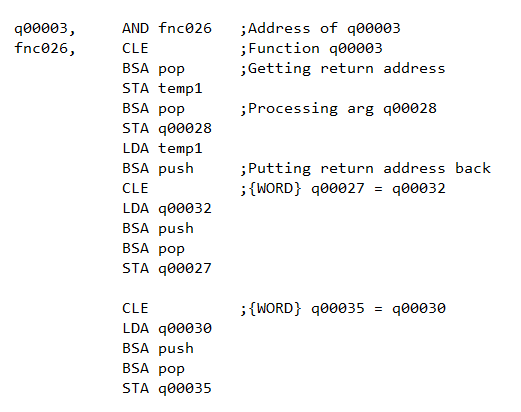 q00003, AND fnc026 ;Address of q00003
fnc026, CLE ;Function q00003
BSA pop ;Getting return address
STA temp1
BSA pop ;Processing arg q00028
STA q00028
LDA temp1
BSA push ;Putting return address back
CLE ;{WORD} q00027 = q00032
LDA q00032
BSA push
BSA pop
STA q00027
CLE ;{WORD} q00035 = q00030
LDA q00030
BSA push
BSA pop
STA q00035